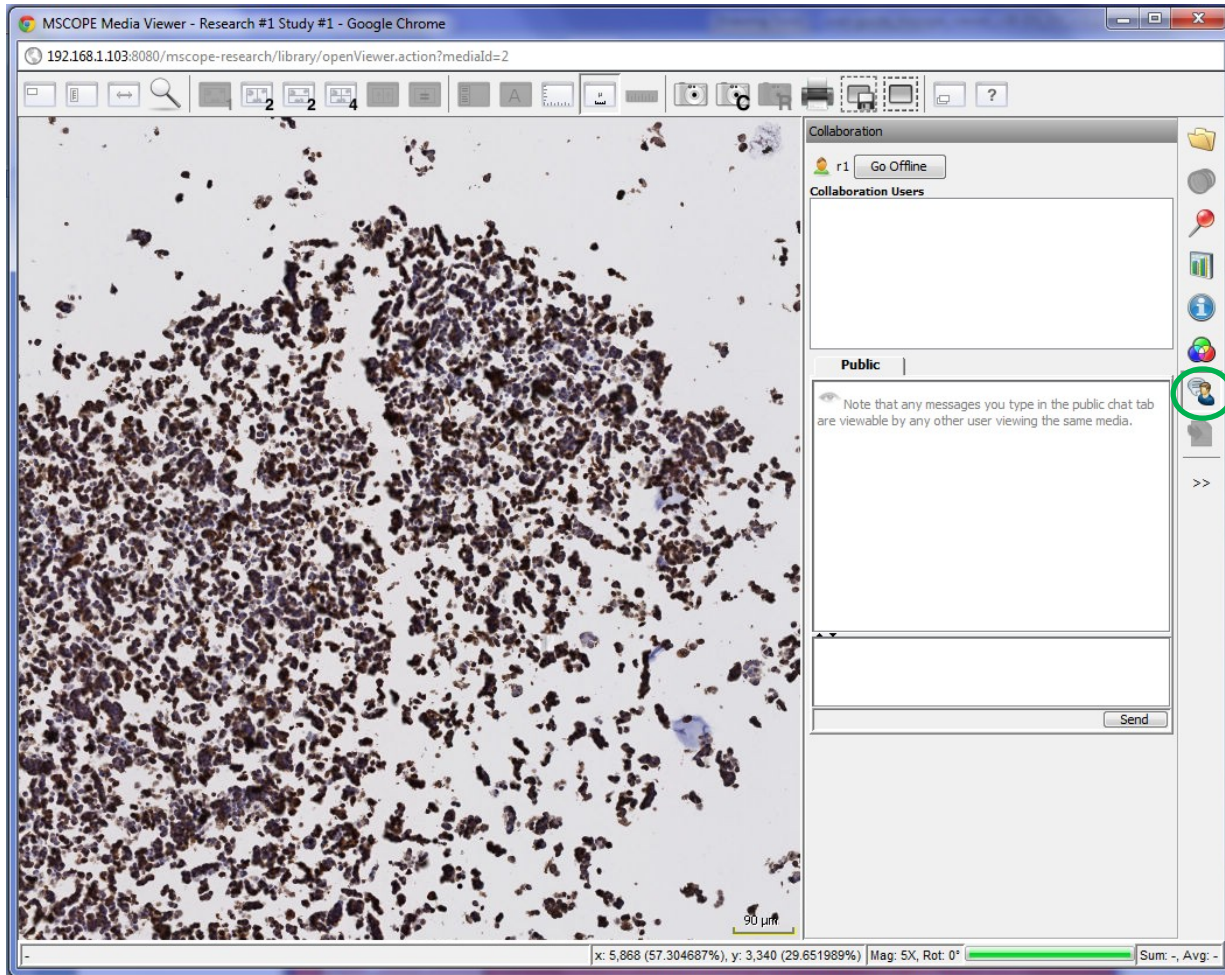 MSCOPE Media Viewer - Research #1 Study #1 - Google Chrome
192.168.1.103:8080/mscope-research/library/openViewer.action?mediaId=2
1 2 2 4 A µ C R ?
Collaboration
r1 Go Offline
Collaboration Users
Public
Note that any messages you type in the public chat tab
are viewable by any other user viewing the same media.
>>
Send
90 µm
- x: 5,868 (57.304687%), y: 3,340 (29.651989%) Mag: 5X, Rot: 0° Sum: -, Avg: -